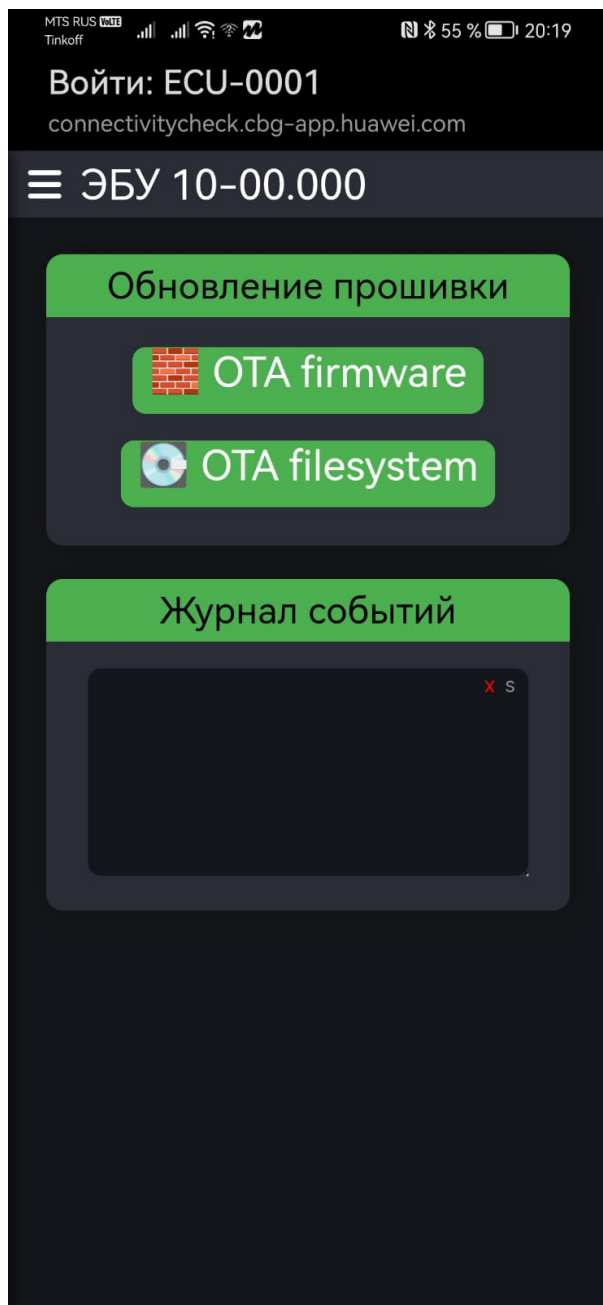 MTS RUS VoLTE
Tinkoff
55 % 20:19
Войти: ECU-0001
connectivitycheck.cbg-app.huawei.com
ЭБУ 10-00.000
Обновление прошивки
OTA firmware
OTA filesystem
Журнал событий
X S